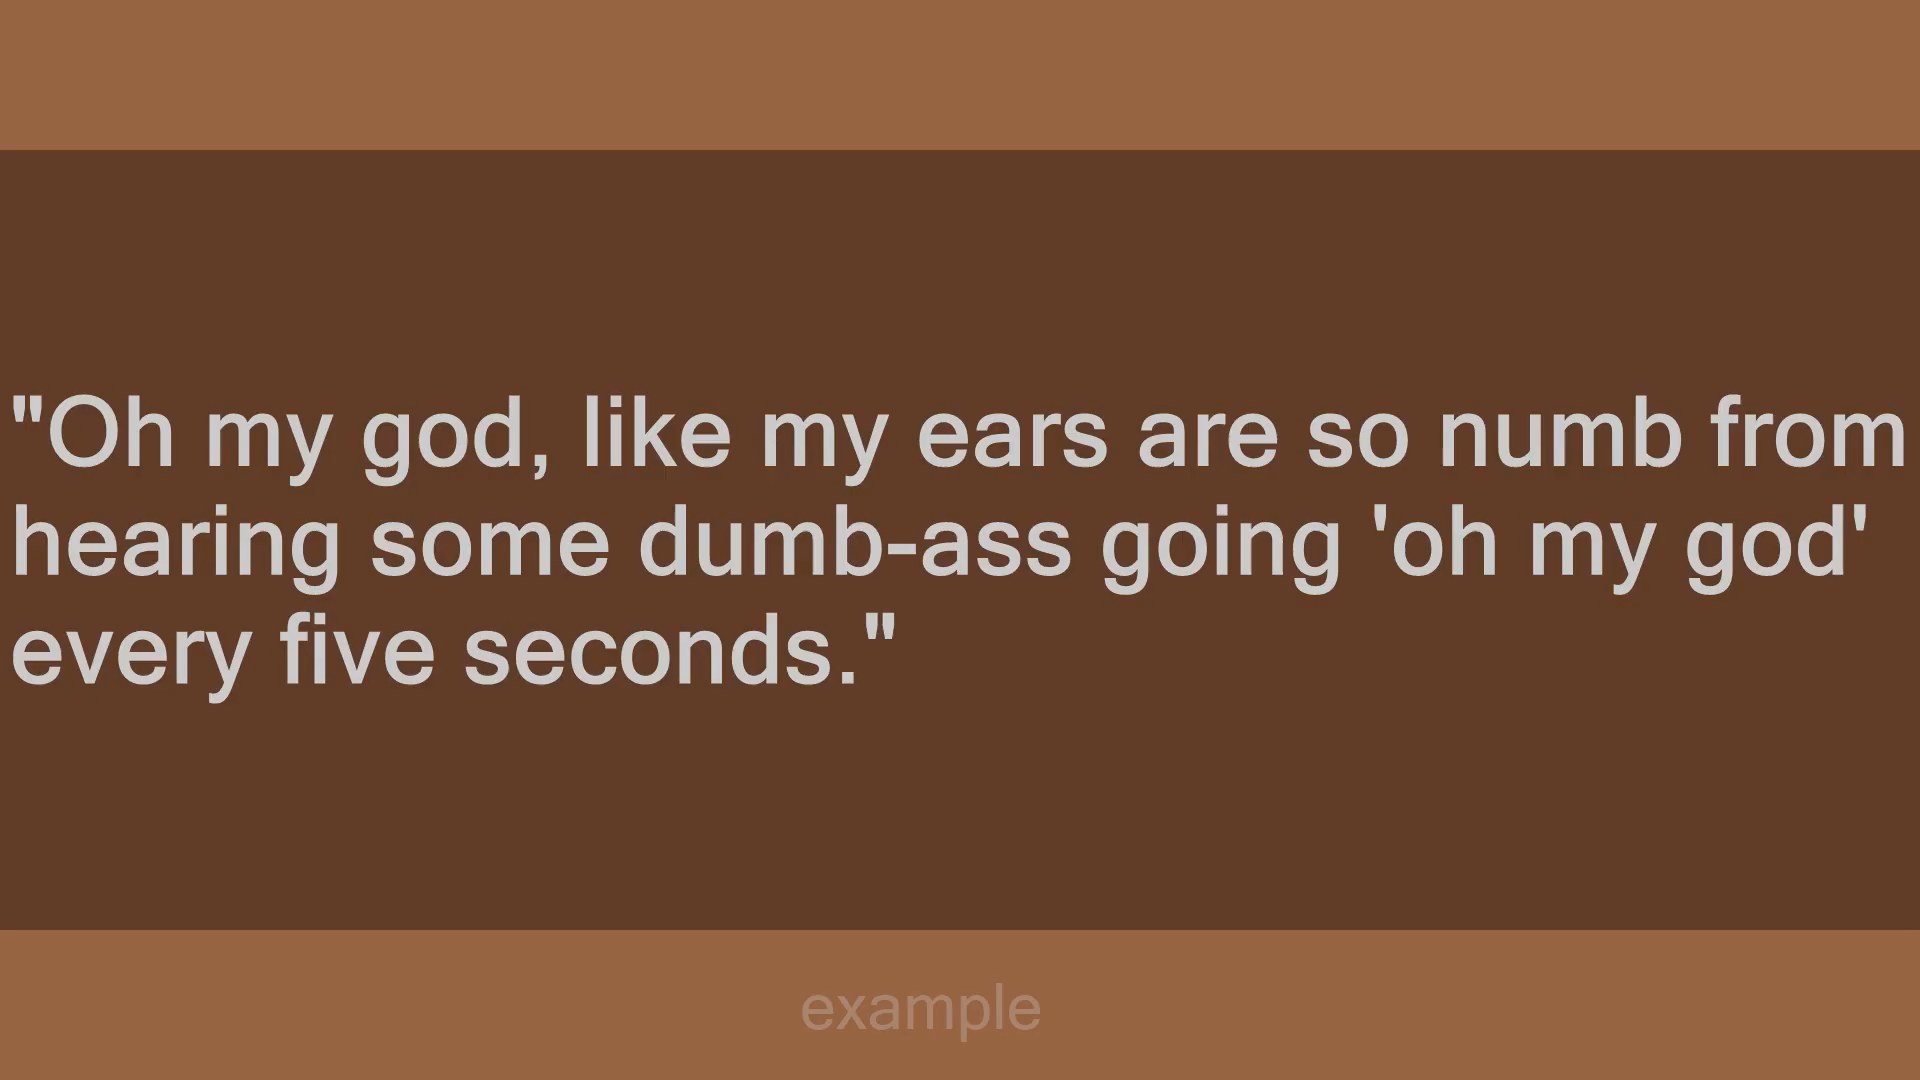 "Oh my god, like my ears are so numb from
hearing some dumb-ass going 'oh my god'
every five seconds."
example